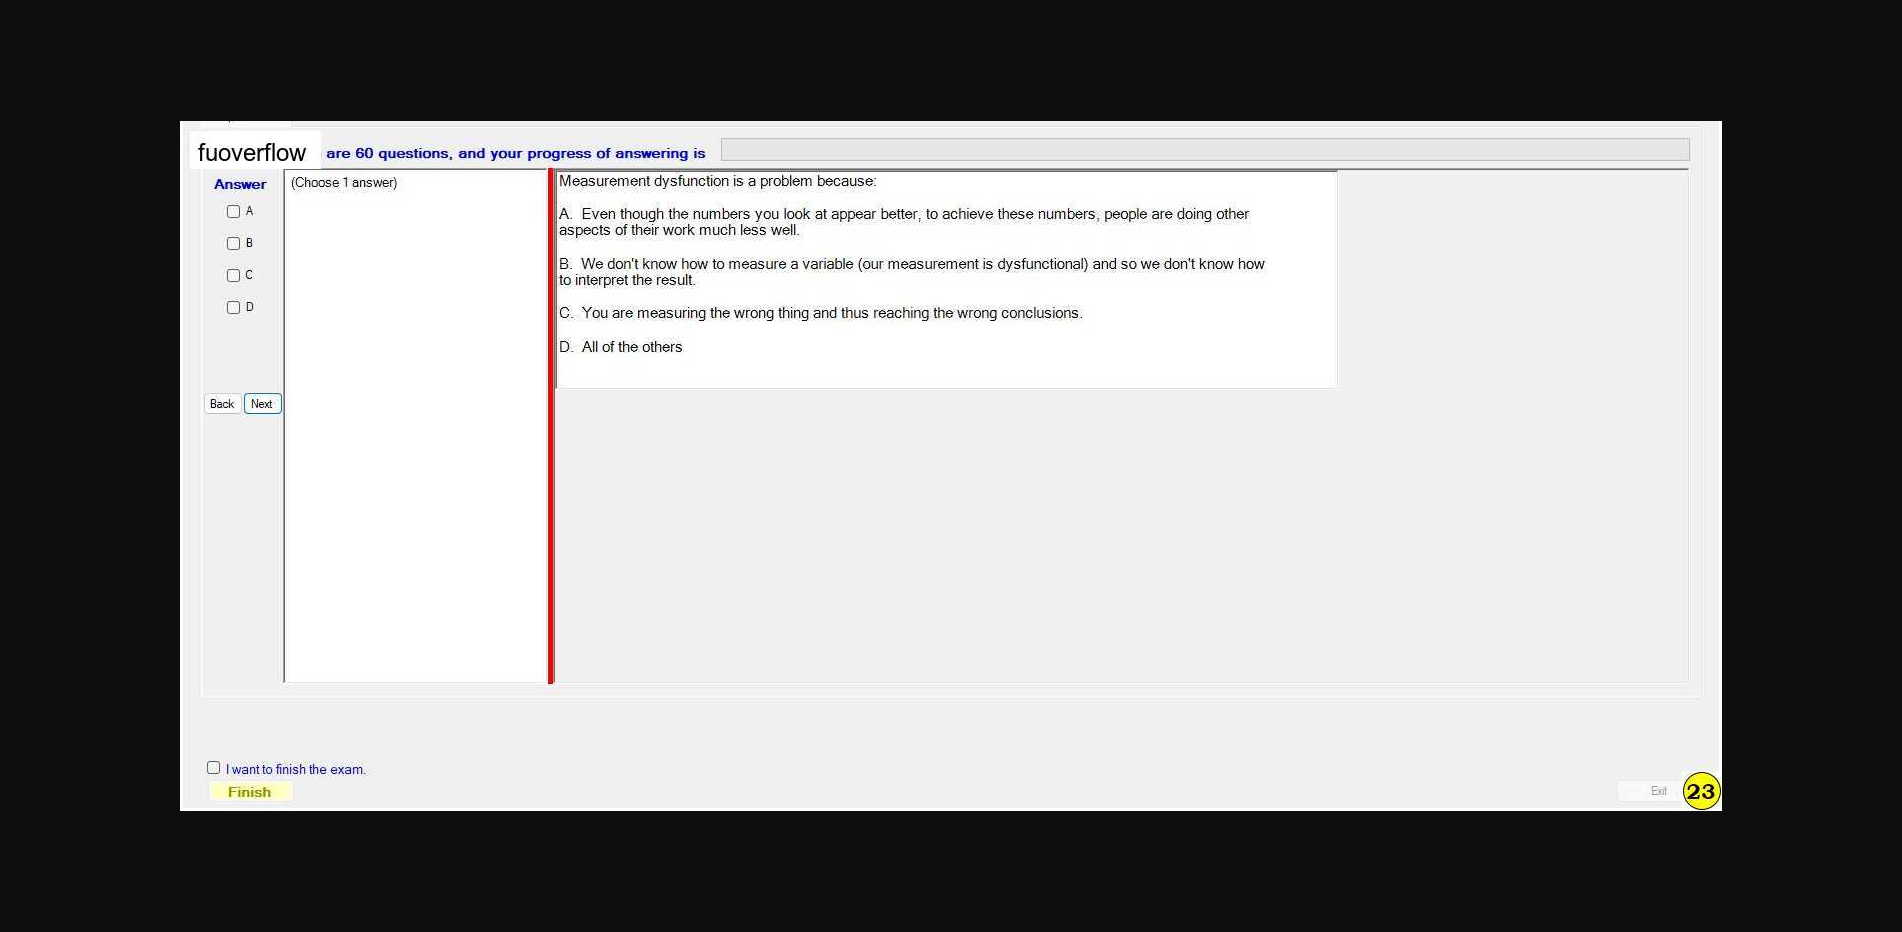 fuoverflow are 60 questions, and your progress of answering is
Answer
A
B
C
D
Back Next
(Choose 1 answer)
Measurement dysfunction is a problem because:
A. Even though the numbers you look at appear better, to achieve these numbers, people are doing other
aspects of their work much less well.
B. We don't know how to measure a variable (our measurement is dysfunctional) and so we don't know how
to interpret the result.
C. You are measuring the wrong thing and thus reaching the wrong conclusions.
D. All of the others
I want to finish the exam.
Finish
Exit
23